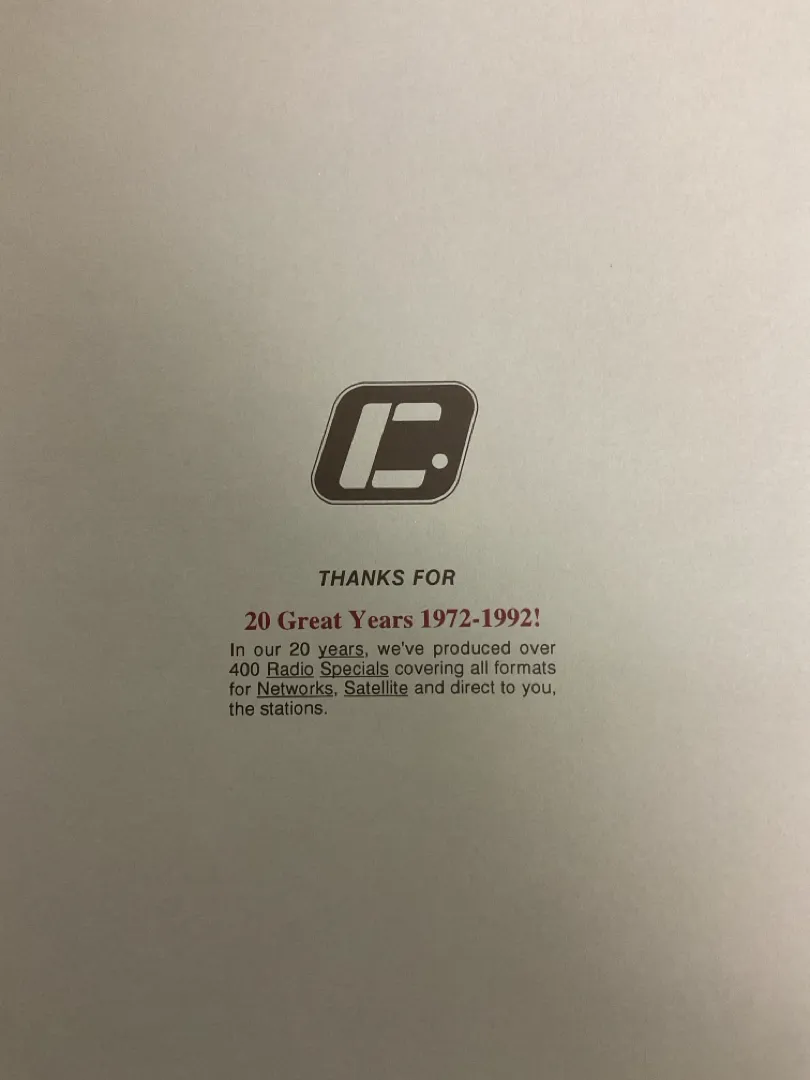 THANKS FOR
20 Great Years 1972-1992!
In our 20 years, we've produced over
400 Radio Specials covering all formats
for Networks, Satellite and direct to you,
the stations.